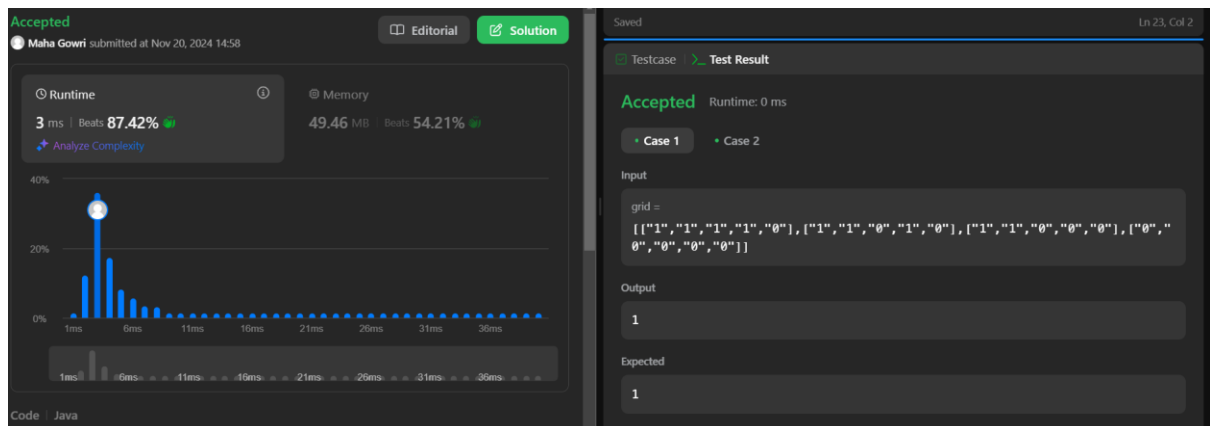 Accepted
Maha Gowri submitted at Nov 20, 2024 14:58
Editorial
Solution
Runtime
3 ms | Beats 87.42%
Analyze Complexity
Memory
49.46 MB | Beats 54.21%
40%
20%
0%
1ms 6ms 11ms 16ms 21ms 26ms 31ms 36ms
1ms 6ms 11ms 16ms 21ms 26ms 31ms 36ms
Code | Java
Saved
Ln 23, Col 2
Testcase | >_ Test Result
Accepted Runtime: 0 ms
• Case 1 • Case 2
Input
grid =
[["1","1","1","1","0"],["1","1","0","1","0"],["1","1","0","0","0"],["0","
0","0","0","0"]]
Output
1
Expected
1